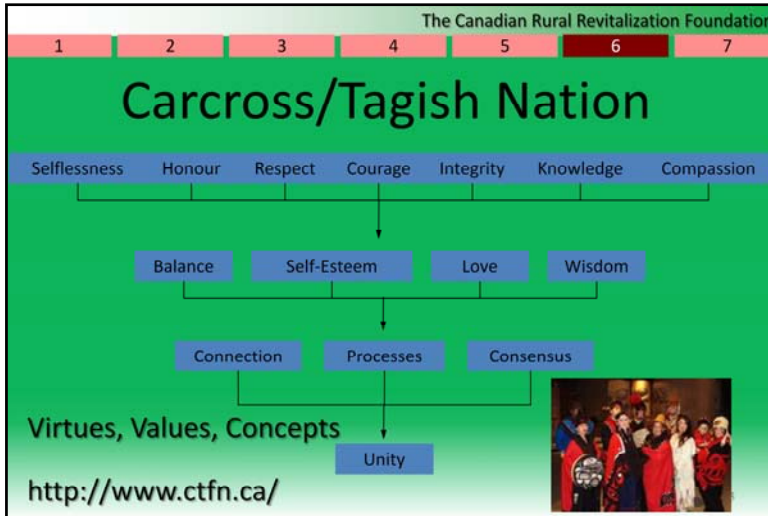 The Canadian Rural Revitalization Foundation
1 2 3 4 5 6 7
Carcross/Tagish Nation
Selflessness Honour Respect Courage Integrity Knowledge Compassion
Balance Self-Esteem Love Wisdom
Connection Processes Consensus
Virtues, Values, Concepts
Unity
http://www.ctfn.ca/